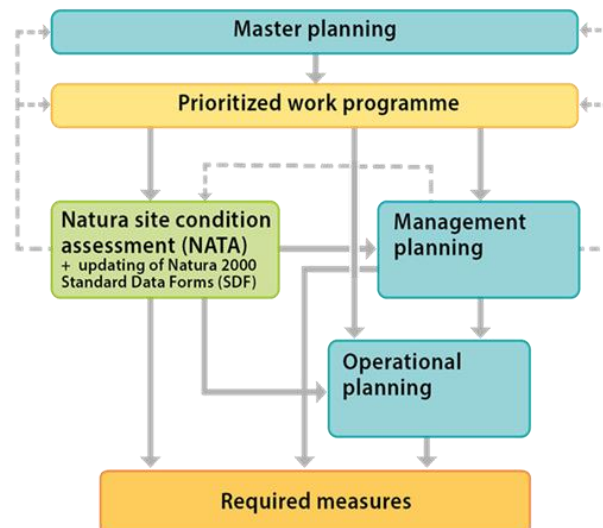 Master planning
Prioritized work programme
Natura site condition
assessment (NATA)
+ updating of Natura 2000
Standard Data Forms (SDF)
Management
planning
Operational
planning
Required measures